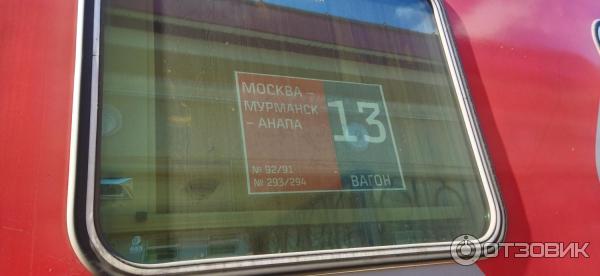 МОСКВА –
МУРМАНСК
– АНАПА
13
№ 92/91
№ 293/294
ВАГОН
ОТЗОВИК